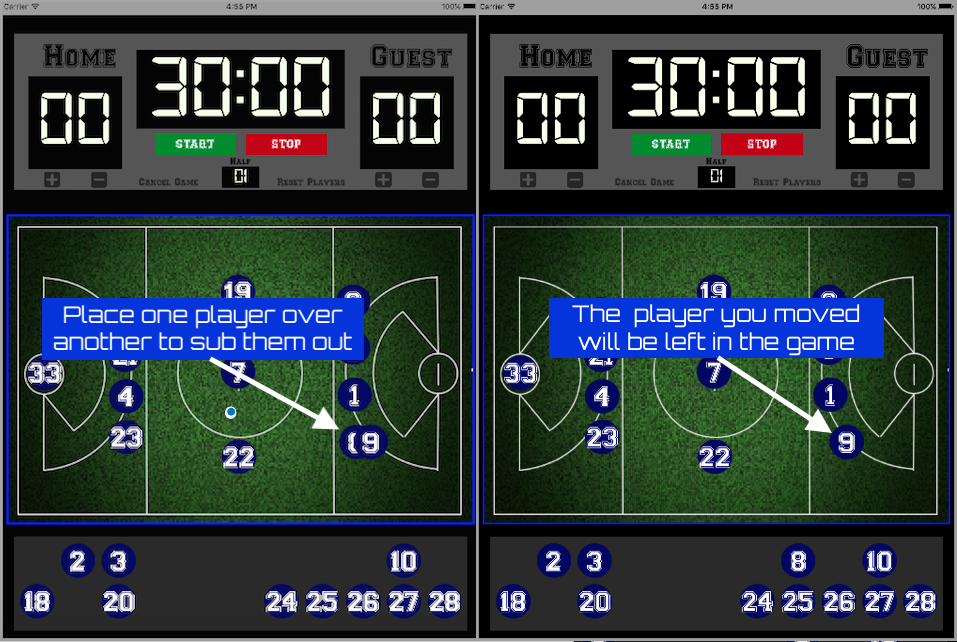 Carrier 4:55 PM 100%
HOME GUEST
00 30:00 00
START STOP
HALF
01
CANCEL GAME RESET PLAYERS
19
Place one player over
another to sub them out
33 7
4 1
23 9
22
2 3 10
18 20 24 25 26 27 28
Carrier 4:55 PM 100%
HOME GUEST
00 30:00 00
START STOP
HALF
01
CANCEL GAME RESET PLAYERS
19
The player you moved
will be left in the game
33 21 7
4 1
23 9
22
2 3 8 10
18 20 24 25 26 27 28